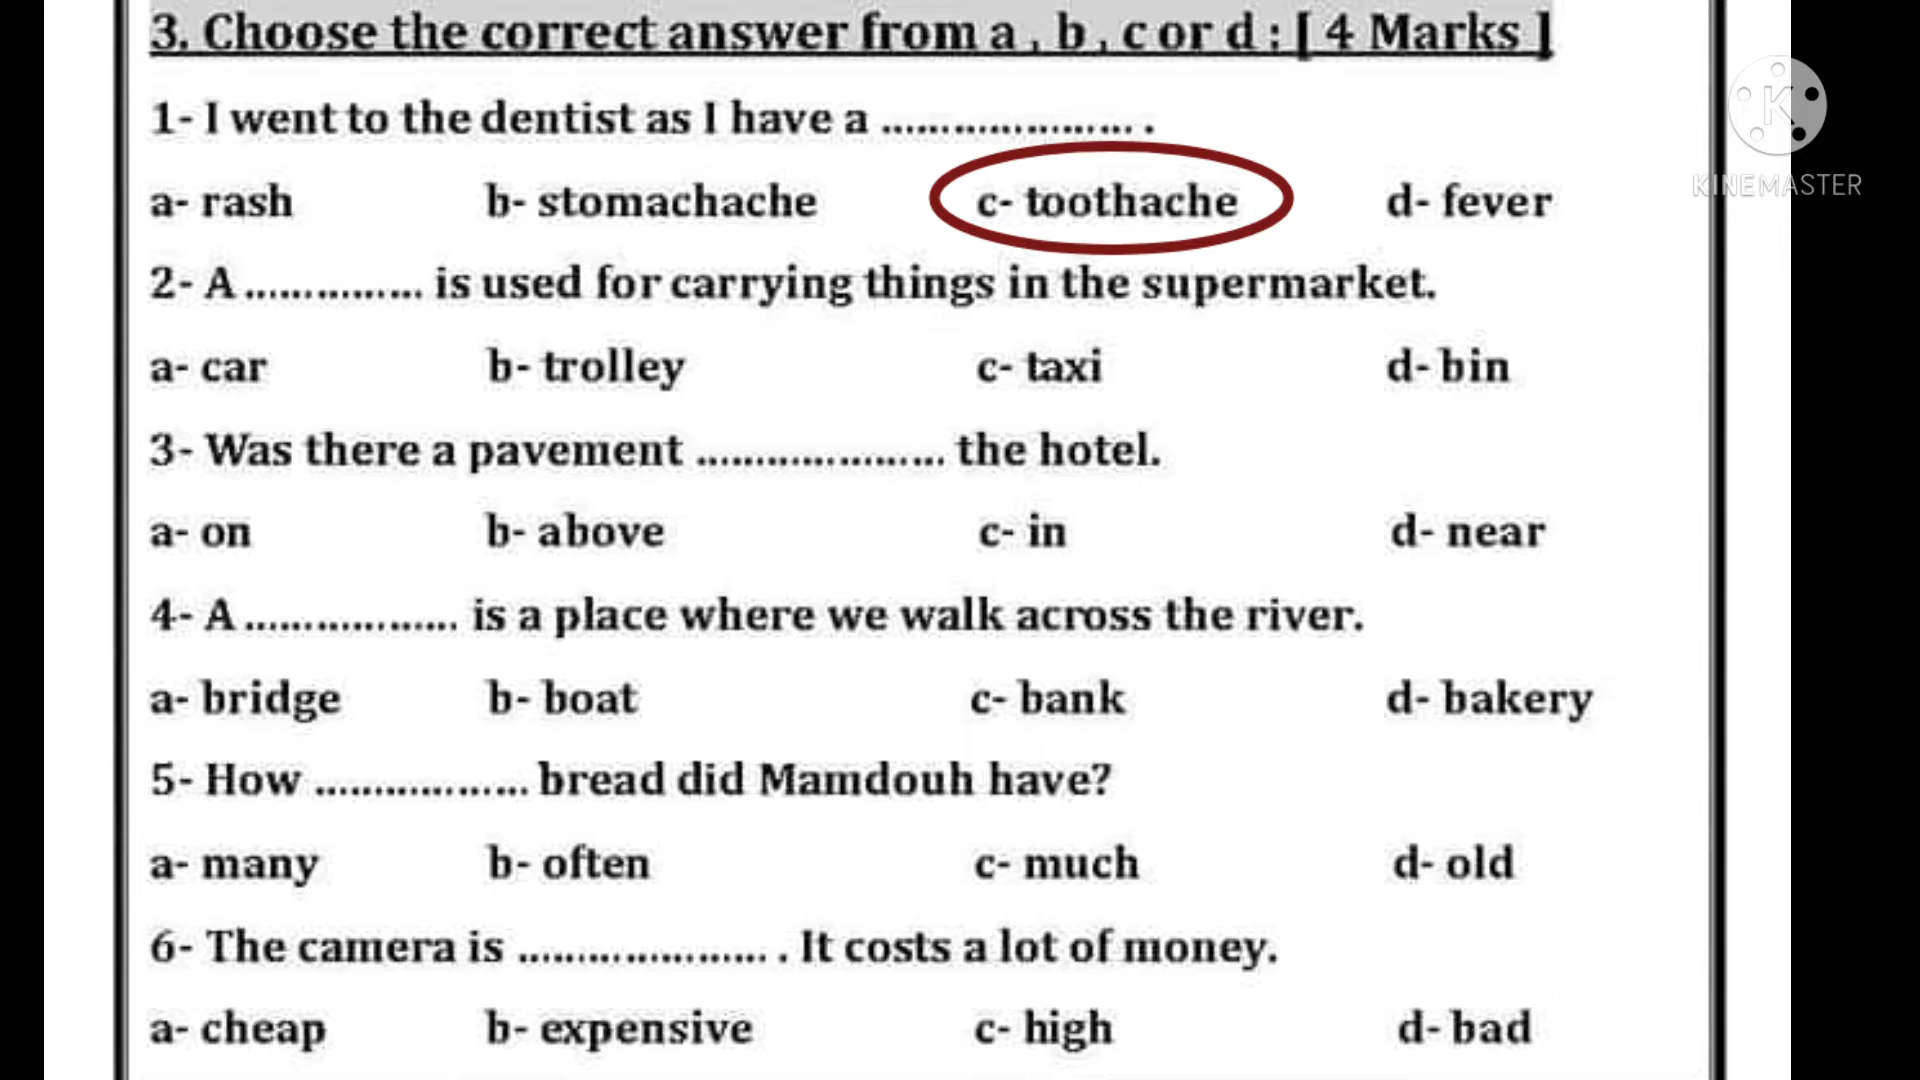 3. Choose the correct answer from a , b , c or d : [ 4 Marks ]
1- I went to the dentist as I have a ..................... .
a- rash b- stomachache c- toothache d- fever
KINEMASTER
2- A ............... is used for carrying things in the supermarket.
a- car b- trolley c- taxi d- bin
3- Was there a pavement ..................... the hotel.
a- on b- above c- in d- near
4- A .................. is a place where we walk across the river.
a- bridge b- boat c- bank d- bakery
5- How .................. bread did Mamdouh have?
a- many b- often c- much d- old
6- The camera is ..................... . It costs a lot of money.
a- cheap b- expensive c- high d- bad